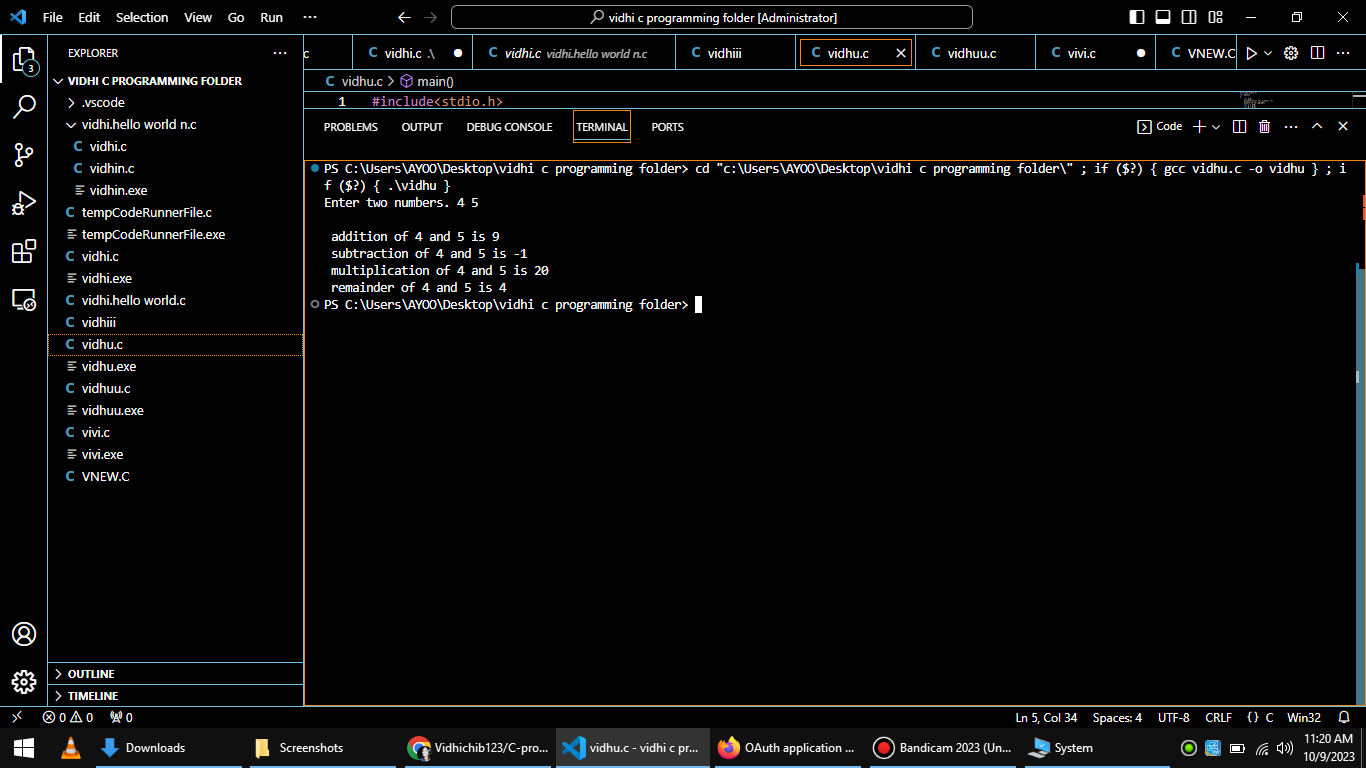 File Edit Selection View Go Run ··· vidhi c programming folder [Administrator]
EXPLORER ···
VIDHI C PROGRAMMING FOLDER
.vscode
vidhi.hello world n.c
C vidhi.c
C vidhin.c
vidhin.exe
C tempCodeRunnerFile.c
tempCodeRunnerFile.exe
C vidhi.c
vidhi.exe
C vidhi.hello world.c
C vidhiii
C vidhu.c
vidhu.exe
C vidhuu.c
vidhuu.exe
C vivi.c
vivi.exe
C VNEW.C
OUTLINE
TIMELINE
3
c C vidhi.c .\ C vidhi.c vidhi.hello world n.c C vidhiii C vidhu.c C vidhuu.c C vivi.c C VNEW.C
C vidhu.c > main()
1 #include<stdio.h>
PROBLEMS OUTPUT DEBUG CONSOLE TERMINAL PORTS Code
PS C:\Users\AYOO\Desktop\vidhi c programming folder> cd "c:\Users\AYOO\Desktop\vidhi c programming folder\" ; if ($?) { gcc vidhu.c -o vidhu } ; i
f ($?) { .\vidhu }
Enter two numbers. 4 5
addition of 4 and 5 is 9
subtraction of 4 and 5 is -1
multiplication of 4 and 5 is 20
remainder of 4 and 5 is 4
PS C:\Users\AYOO\Desktop\vidhi c programming folder>
0 0 0 Ln 5, Col 34 Spaces: 4 UTF-8 CRLF {} C Win32
Downloads Screenshots Vidhichib123/C-pro... vidhu.c - vidhi c pr... OAuth application ... Bandicam 2023 (Un... System 11:20 AM
10/9/2023